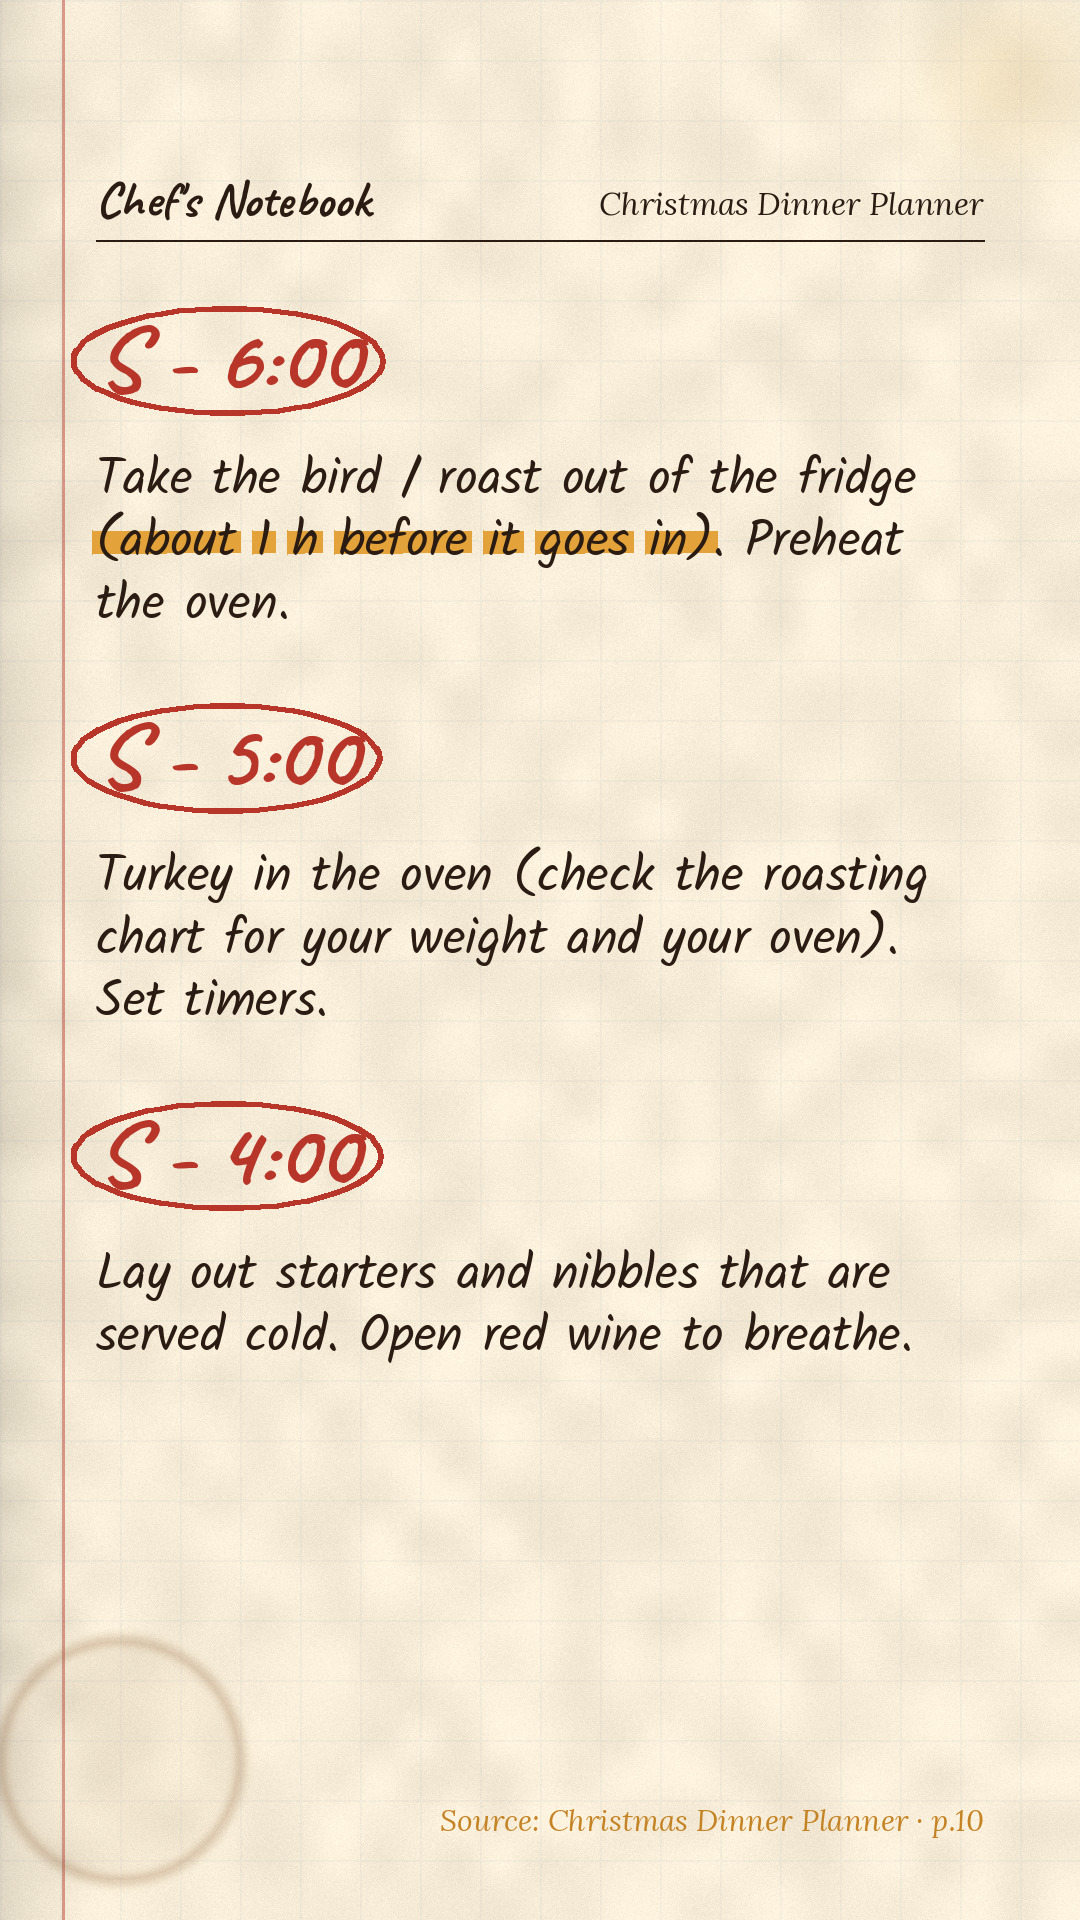 Chef's Notebook
Christmas Dinner Planner
S - 6:00
Take the bird / roast out of the fridge
(about 1 h before it goes in). Preheat
the oven.
S - 5:00
Turkey in the oven (check the roasting
chart for your weight and your oven).
Set timers.
S - 4:00
Lay out starters and nibbles that are
served cold. Open red wine to breathe.
Source: Christmas Dinner Planner · p.10